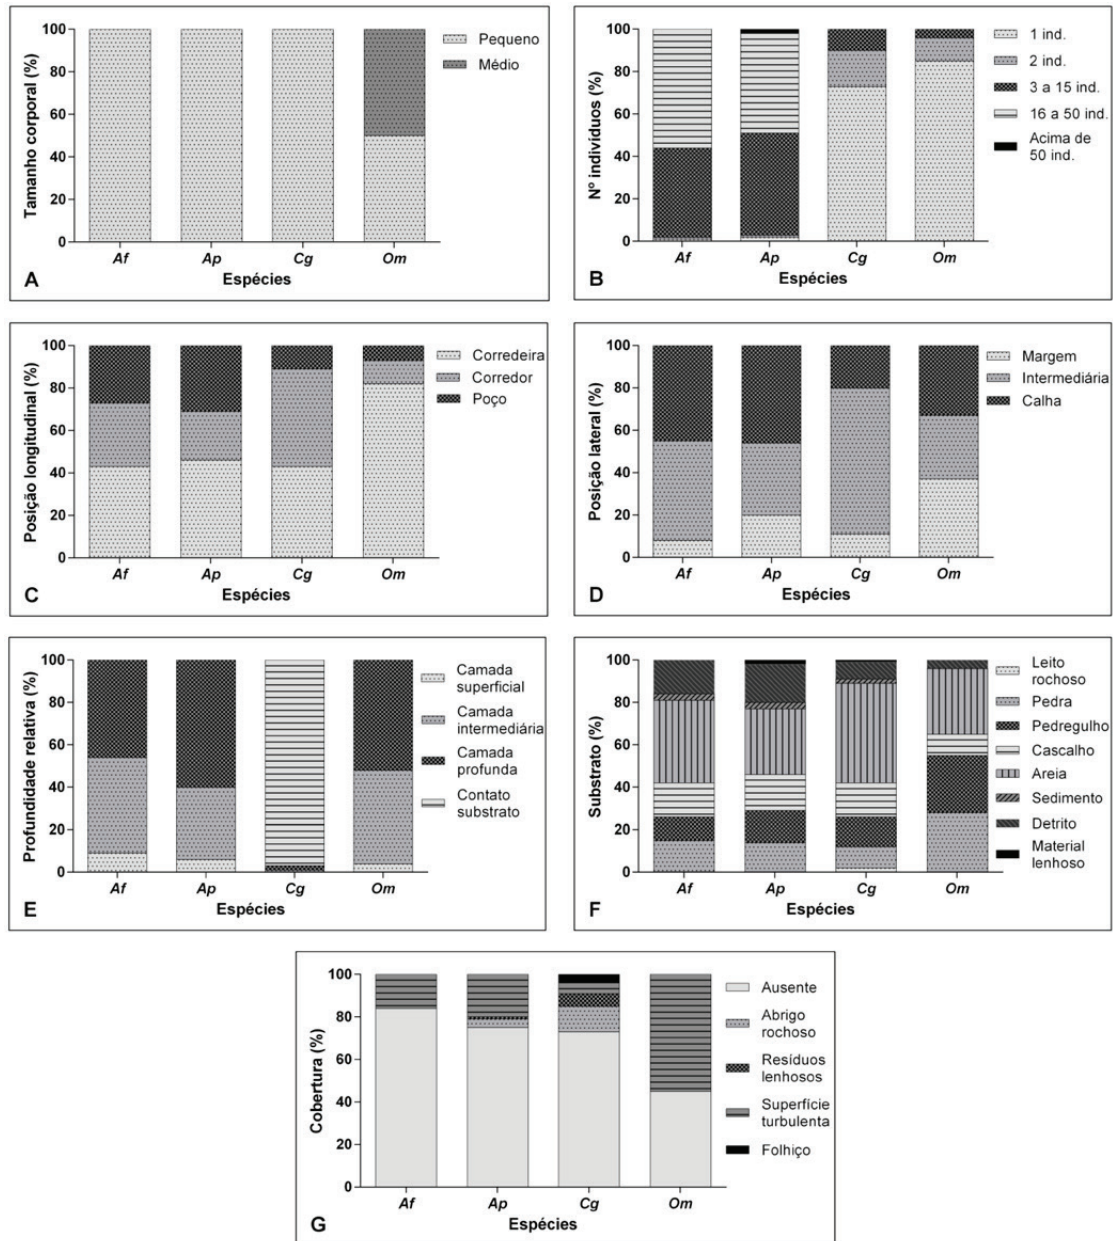 100
80
60
40
20
0
Tamanho corporal (%)
Af Ap Cg Om
Espécies
Pequeno
Médio
A
100
80
60
40
20
0
Nº indivíduos (%)
Af Ap Cg Om
Espécies
1 ind.
2 ind.
3 a 15 ind.
16 a 50 ind.
Acima de
50 ind.
B
100
80
60
40
20
0
Posição longitudinal (%)
Af Ap Cg Om
Espécies
Corredeira
Corredor
Poço
C
100
80
60
40
20
0
Posição lateral (%)
Af Ap Cg Om
Espécies
Margem
Intermediária
Calha
D
100
80
60
40
20
0
Profundidade relativa (%)
Af Ap Cg Om
Espécies
Camada
superficial
Camada
intermediária
Camada
profunda
Contato
substrato
E
100
80
60
40
20
0
Substrato (%)
Af Ap Cg Om
Espécies
Leito
rochoso
Pedra
Pedregulho
Cascalho
Areia
Sedimento
Detrito
Material
lenhoso
F
100
80
60
40
20
0
Cobertura (%)
Af Ap Cg Om
Espécies
Ausente
Abrigo
rochoso
Resíduos
lenhosos
Superfície
turbulenta
Folhiço
G